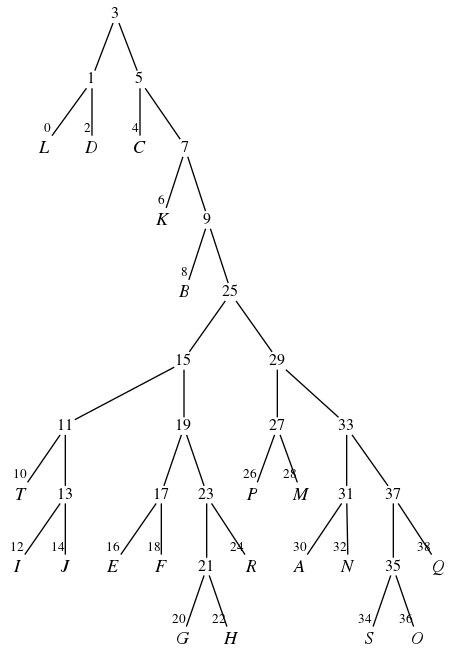 3
1 5
0 2 4
L D C 7
6
K 9
8
B 25
15 29
11 19 27 33
10 26 28
T 13 17 23 P M 31 37
12 14 16 18 24 30 32 38
I J E F 21 R A N 35 Q
20 22 34 36
G H S O